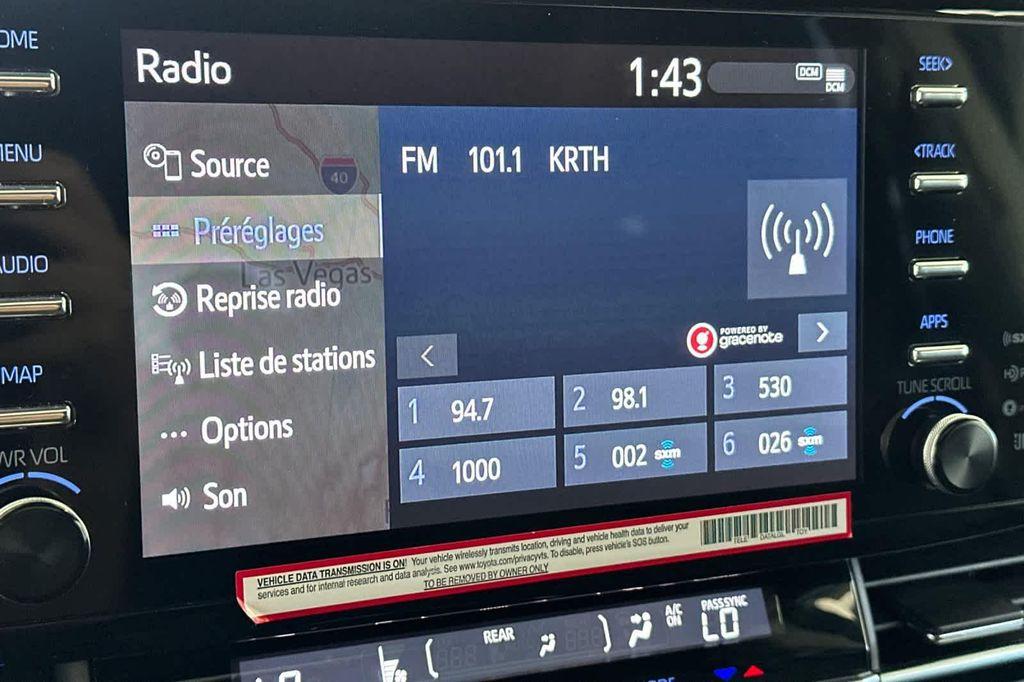 Radio
1:43
DCM
DCM
Source
40
Préréglages
Las Vegas
Reprise radio
Liste de stations
Options
Son
FM 101.1 KRTH
POWERED BY
gracenote
1 94.7
2 98.1
3 530
4 1000
5 002 sxm
6 026 sxm
OME
MENU
AUDIO
MAP
WR VOL
SEEK>
<TRACK
PHONE
APPS
TUNE SCROLL
VEHICLE DATA TRANSMISSION IS ON! Your vehicle wirelessly transmits location, driving and vehicle health data to deliver your
services and for internal research and data analysis. See www.toyota.com/privacyvts. To disable, press vehicle's SOS button.
TO BE REMOVED BY OWNER ONLY
TELE DATALBL TOY
REAR
A/C
ON
PASS SYNC
LO